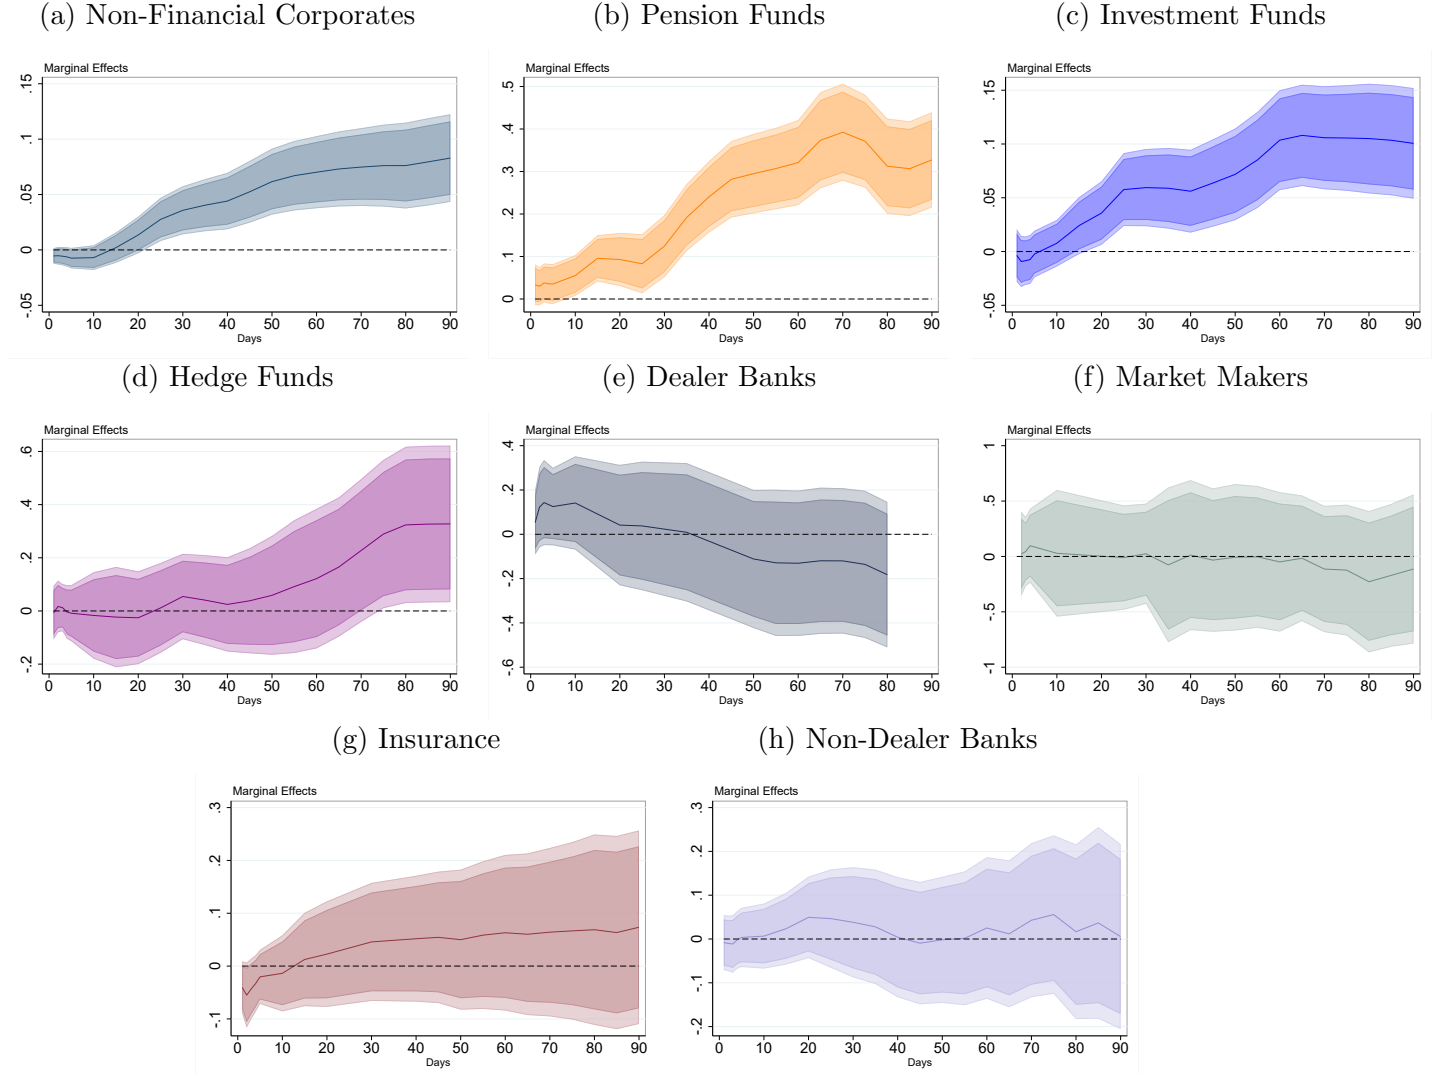 (a) Non-Financial Corporates
(b) Pension Funds
(c) Investment Funds
Marginal Effects
.15
.1
.05
0
-.05
0 10 20 30 40 50 60 70 80 90
Days
Marginal Effects
.5
.4
.3
.2
.1
0
0 10 20 30 40 50 60 70 80 90
Days
Marginal Effects
.15
.1
.05
0
-.05
0 10 20 30 40 50 60 70 80 90
Days
(d) Hedge Funds
(e) Dealer Banks
(f) Market Makers
Marginal Effects
.6
.4
.2
0
-.2
0 10 20 30 40 50 60 70 80 90
Days
Marginal Effects
.4
.2
0
-.2
-.4
-.6
0 10 20 30 40 50 60 70 80 90
Days
Marginal Effects
1
.5
0
-.5
-1
0 10 20 30 40 50 60 70 80 90
Days
(g) Insurance
(h) Non-Dealer Banks
Marginal Effects
.3
.2
.1
0
-.1
0 10 20 30 40 50 60 70 80 90
Days
Marginal Effects
.3
.2
.1
0
-.1
-.2
0 10 20 30 40 50 60 70 80 90
Days